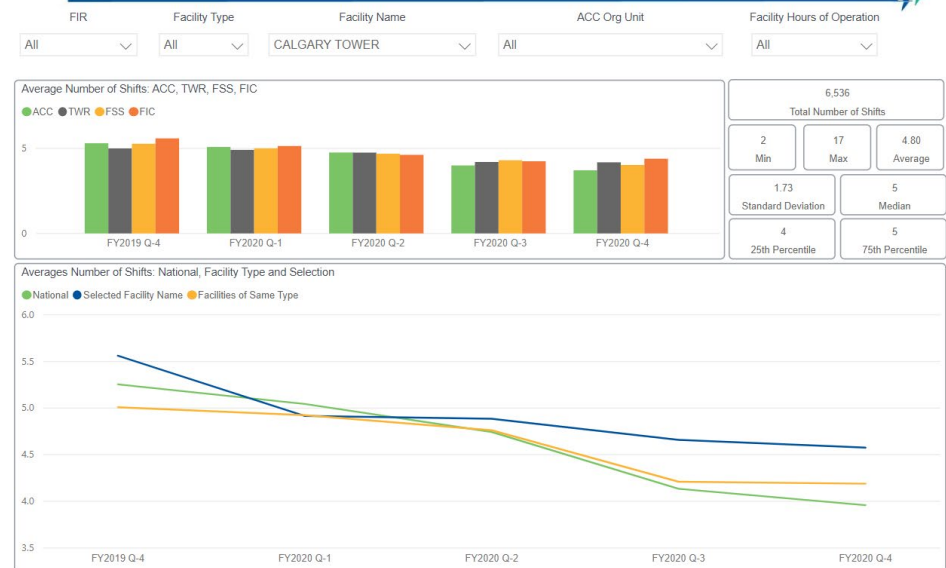 FIR Facility Type Facility Name ACC Org Unit Facility Hours of Operation
All All CALGARY TOWER All All
Average Number of Shifts: ACC, TWR, FSS, FIC
ACC TWR FSS FIC
5
0
FY2019 Q-4 FY2020 Q-1 FY2020 Q-2 FY2020 Q-3 FY2020 Q-4
6,536
Total Number of Shifts
2 17 4.80
Min Max Average
1.73 5
Standard Deviation Median
4 5
25th Percentile 75th Percentile
Averages Number of Shifts: National, Facility Type and Selection
National Selected Facility Name Facilities of Same Type
6.0
5.5
5.0
4.5
4.0
3.5
FY2019 Q-4 FY2020 Q-1 FY2020 Q-2 FY2020 Q-3 FY2020 Q-4